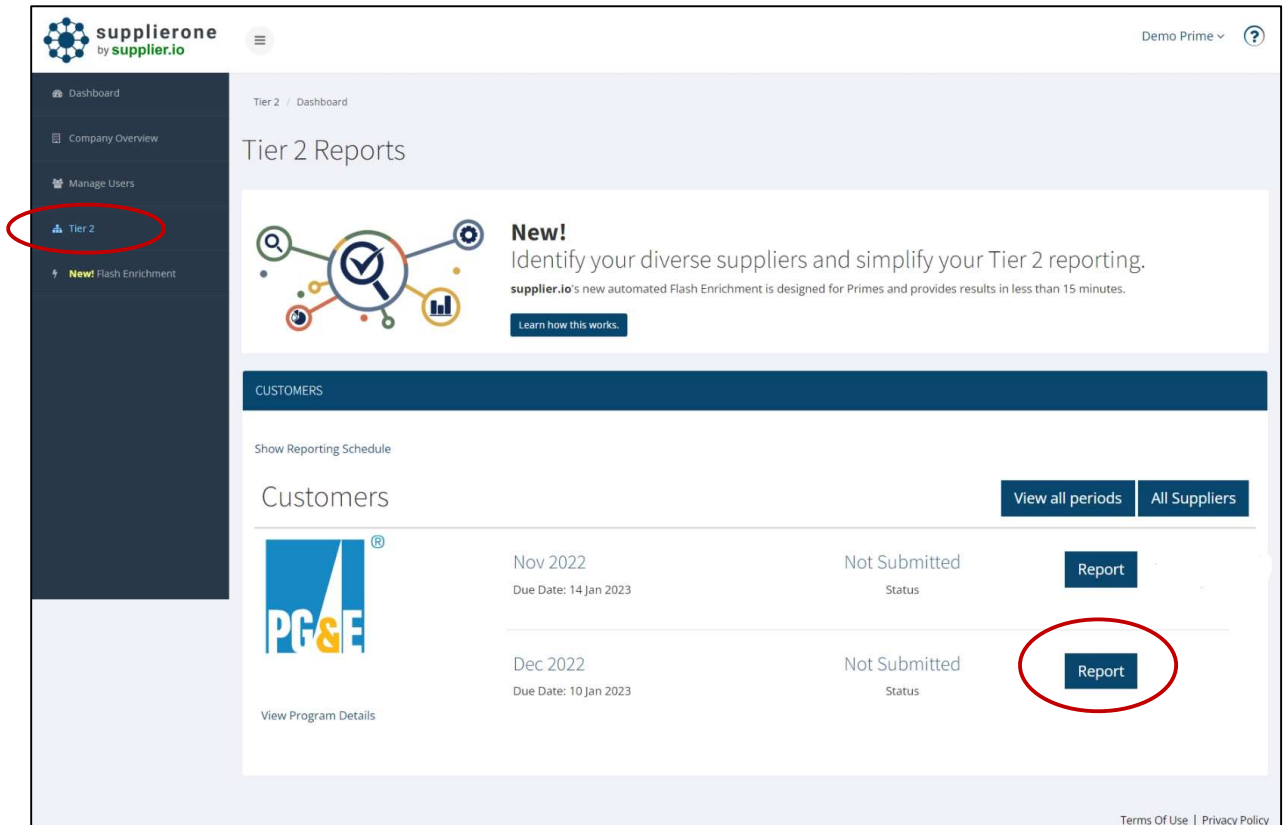 supplierone
by supplier.io
Demo Prime
?
Dashboard
Company Overview
Manage Users
Tier 2
New! Flash Enrichment
Tier 2 / Dashboard
Tier 2 Reports
New!
Identify your diverse suppliers and simplify your Tier 2 reporting.
supplier.io's new automated Flash Enrichment is designed for Primes and provides results in less than 15 minutes.
Learn how this works.
CUSTOMERS
Show Reporting Schedule
Customers
View all periods
All Suppliers
®
PG&E
Nov 2022
Due Date: 14 Jan 2023
Not Submitted
Status
Report
Dec 2022
Due Date: 10 Jan 2023
Not Submitted
Status
Report
View Program Details
Terms Of Use | Privacy Policy